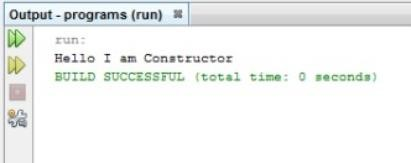 Output - programs (run)
run:
Hello I am Constructor
BUILD SUCCESSFUL (total time: 0 seconds)